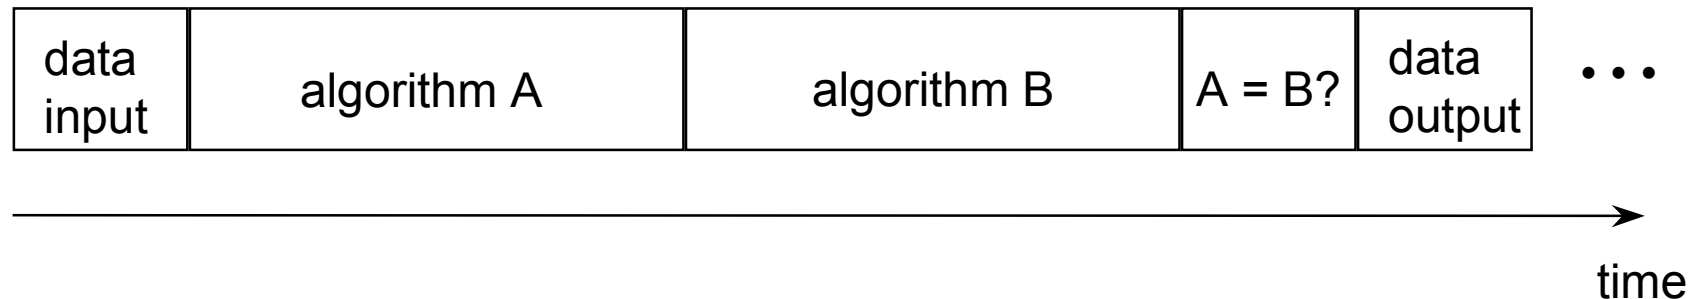 data
input
algorithm A
algorithm B
A = B?
data
output
...
time